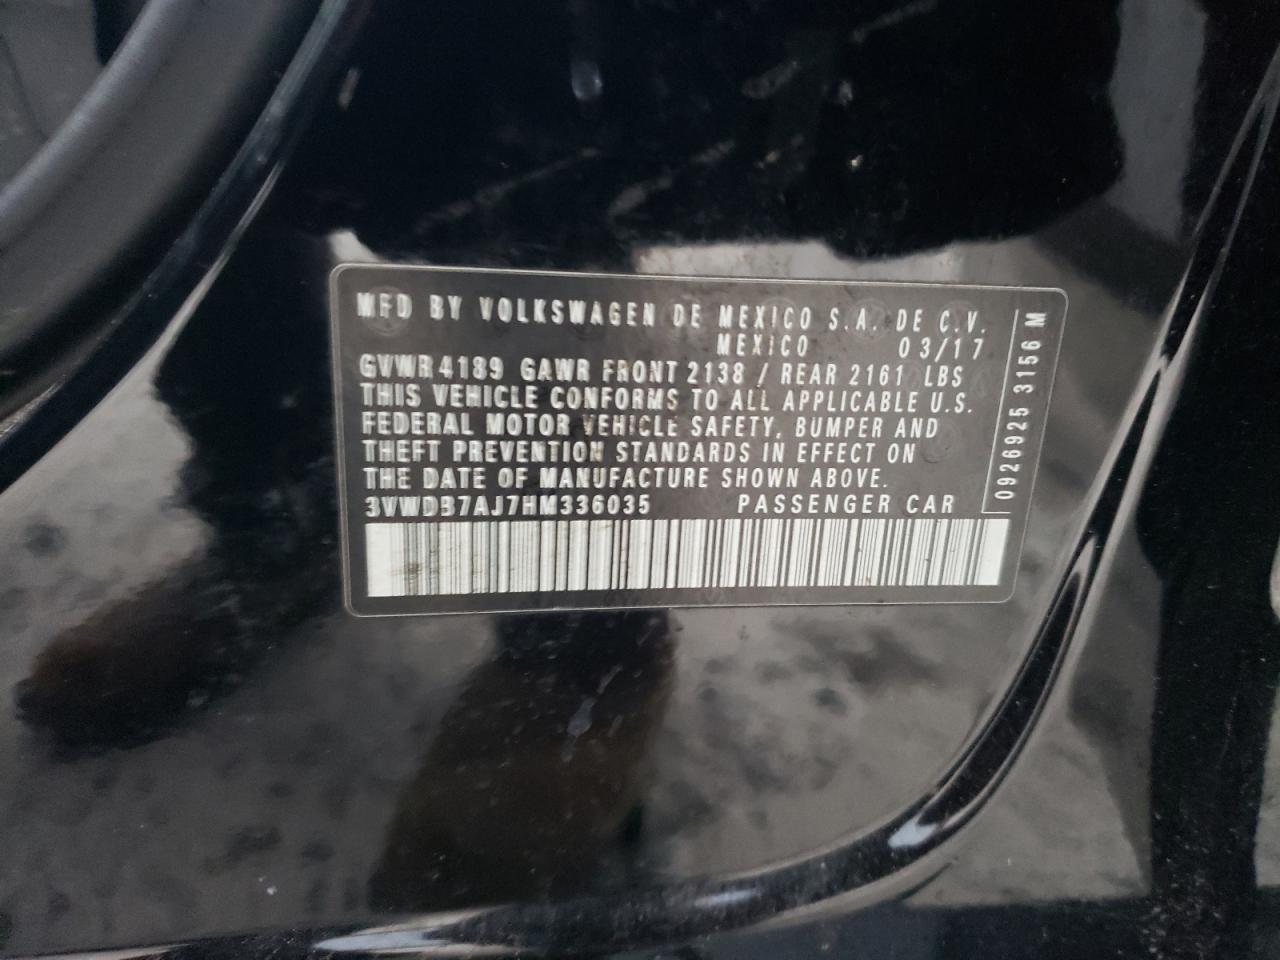 MFD BY VOLKSWAGEN DE MEXICO S.A. DE C.V.
MEXICO 03/17
GVWR 4189 GAWR FRONT 2138 / REAR 2161 LBS
THIS VEHICLE CONFORMS TO ALL APPLICABLE U.S.
FEDERAL MOTOR VEHICLE SAFETY, BUMPER AND
THEFT PREVENTION STANDARDS IN EFFECT ON
THE DATE OF MANUFACTURE SHOWN ABOVE.
3VWDB7AJ7HM336035 PASSENGER CAR
0926925 3156 M